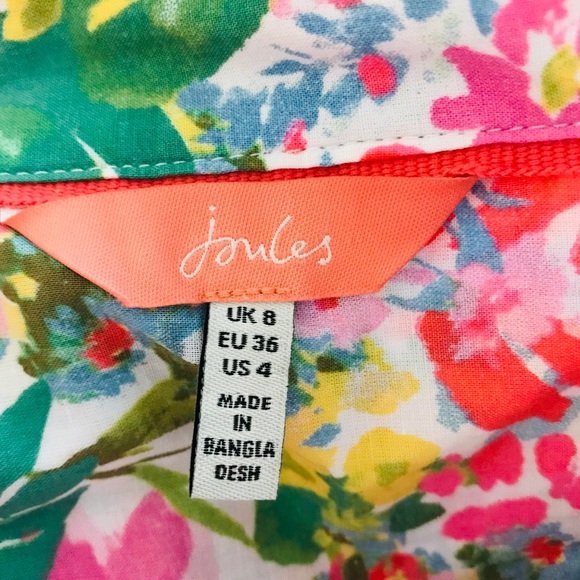 joules
UK 8
EU 36
US 4
MADE
IN
BANGLA
DESH